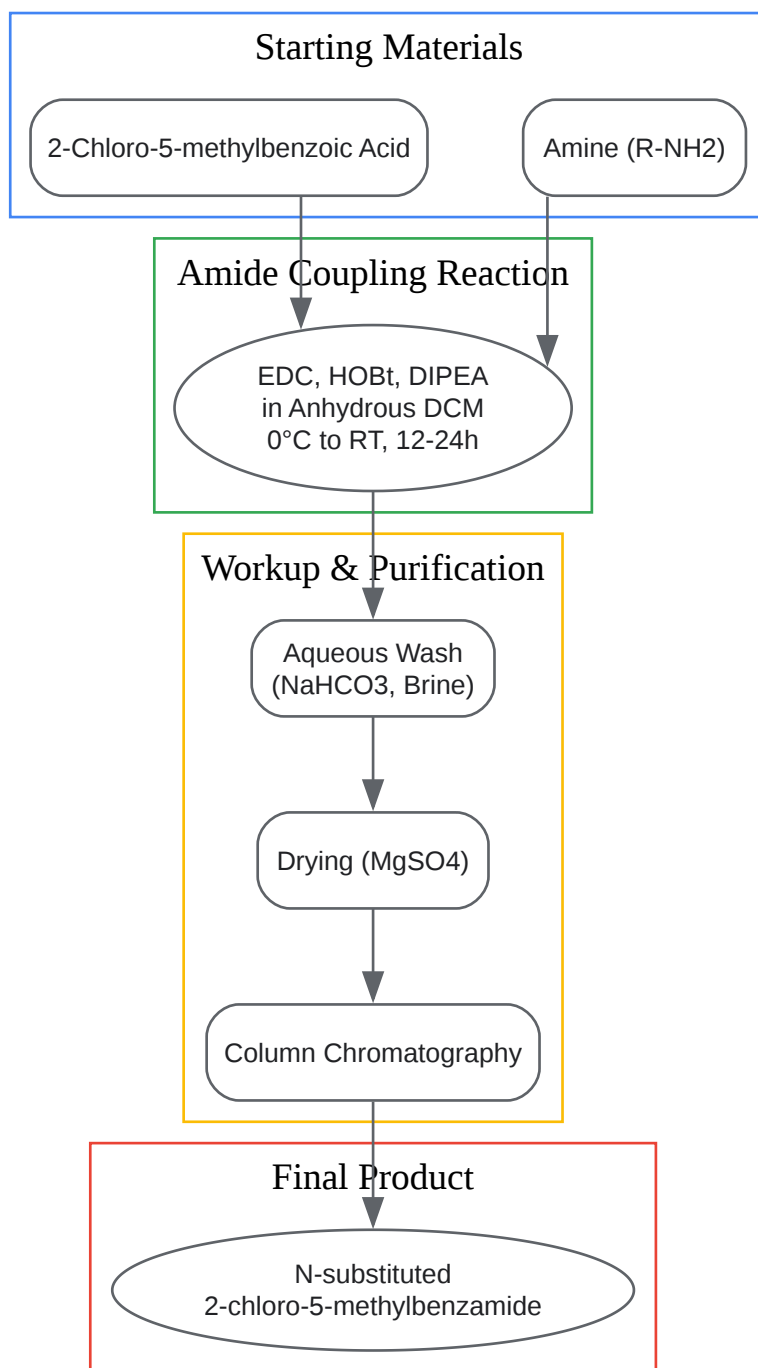 Starting Materials
2-Chloro-5-methylbenzoic Acid
Amine (R-NH2)
Amide Coupling Reaction
EDC, HOBt, DIPEA
in Anhydrous DCM
0°C to RT, 12-24h
Workup & Purification
Aqueous Wash
(NaHCO3, Brine)
Drying (MgSO4)
Column Chromatography
Final Product
N-substituted
2-chloro-5-methylbenzamide